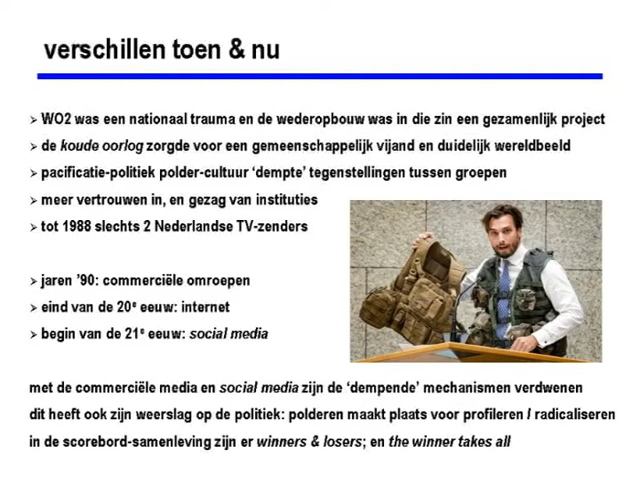 verschillen toen & nu
➢ WO2 was een nationaal trauma en de wederopbouw was in die zin een gezamenlijk project
➢ de koude oorlog zorgde voor een gemeenschappelijk vijand en duidelijk wereldbeeld
➢ pacificatie-politiek polder-cultuur ‘dempte’ tegenstellingen tussen groepen
➢ meer vertrouwen in, en gezag van instituties
➢ tot 1988 slechts 2 Nederlandse TV-zenders
➢ jaren ’90: commerciële omroepen
➢ eind van de 20e eeuw: internet
➢ begin van de 21e eeuw: social media
met de commerciële media en social media zijn de ‘dempende’ mechanismen verdwenen
dit heeft ook zijn weerslag op de politiek: polderen maakt plaats voor profileren / radicaliseren
in de scorebord-samenleving zijn er winners & losers; en the winner takes all